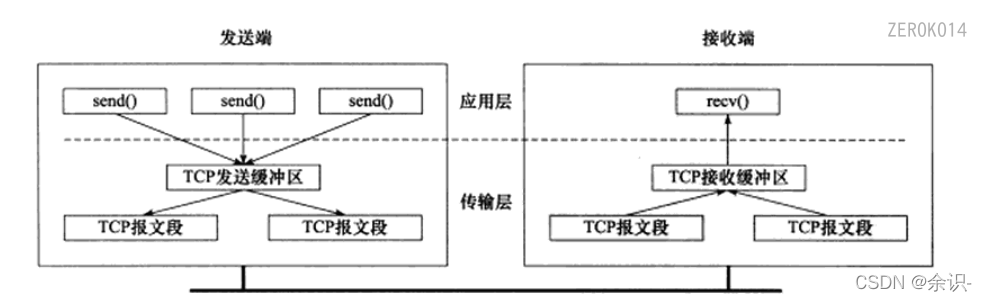 ZEROK014
发送端 接收端
send() send() send() 应用层 recv()
TCP发送缓冲区 TCP接收缓冲区
传输层
TCP报文段 TCP报文段 TCP报文段 TCP报文段
CSDN @余识-